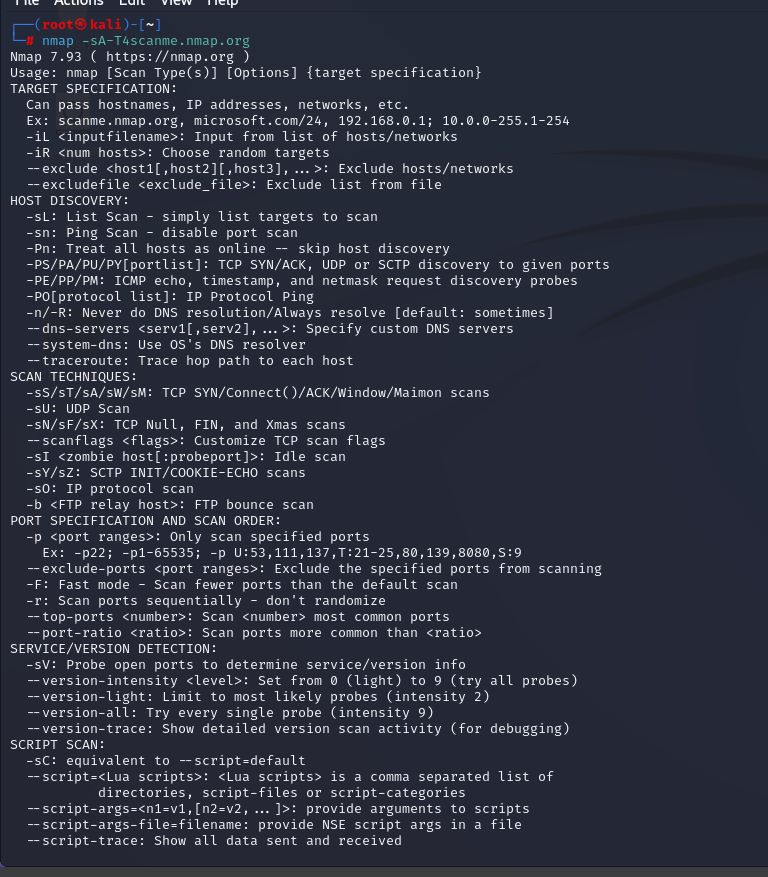 File Actions Edit View Help
┌──(root㉿kali)-[~]
└─# nmap -sA-T4scanme.nmap.org
Nmap 7.93 ( https://nmap.org )
Usage: nmap [Scan Type(s)] [Options] {target specification}
TARGET SPECIFICATION:
  Can pass hostnames, IP addresses, networks, etc.
  Ex: scanme.nmap.org, microsoft.com/24, 192.168.0.1; 10.0.0-255.1-254
  -iL <inputfilename>: Input from list of hosts/networks
  -iR <num hosts>: Choose random targets
  --exclude <host1[,host2][,host3],...>: Exclude hosts/networks
  --excludefile <exclude_file>: Exclude list from file
HOST DISCOVERY:
  -sL: List Scan - simply list targets to scan
  -sn: Ping Scan - disable port scan
  -Pn: Treat all hosts as online -- skip host discovery
  -PS/PA/PU/PY[portlist]: TCP SYN/ACK, UDP or SCTP discovery to given ports
  -PE/PP/PM: ICMP echo, timestamp, and netmask request discovery probes
  -PO[protocol list]: IP Protocol Ping
  -n/-R: Never do DNS resolution/Always resolve [default: sometimes]
  --dns-servers <serv1[,serv2],...>: Specify custom DNS servers
  --system-dns: Use OS's DNS resolver
  --traceroute: Trace hop path to each host
SCAN TECHNIQUES:
  -sS/sT/sA/sW/sM: TCP SYN/Connect()/ACK/Window/Maimon scans
  -sU: UDP Scan
  -sN/sF/sX: TCP Null, FIN, and Xmas scans
  --scanflags <flags>: Customize TCP scan flags
  -sI <zombie host[:probeport]>: Idle scan
  -sY/sZ: SCTP INIT/COOKIE-ECHO scans
  -sO: IP protocol scan
  -b <FTP relay host>: FTP bounce scan
PORT SPECIFICATION AND SCAN ORDER:
  -p <port ranges>: Only scan specified ports
    Ex: -p22; -p1-65535; -p U:53,111,137,T:21-25,80,139,8080,S:9
  --exclude-ports <port ranges>: Exclude the specified ports from scanning
  -F: Fast mode - Scan fewer ports than the default scan
  -r: Scan ports sequentially - don't randomize
  --top-ports <number>: Scan <number> most common ports
  --port-ratio <ratio>: Scan ports more common than <ratio>
SERVICE/VERSION DETECTION:
  -sV: Probe open ports to determine service/version info
  --version-intensity <level>: Set from 0 (light) to 9 (try all probes)
  --version-light: Limit to most likely probes (intensity 2)
  --version-all: Try every single probe (intensity 9)
  --version-trace: Show detailed version scan activity (for debugging)
SCRIPT SCAN:
  -sC: equivalent to --script=default
  --script=<Lua scripts>: <Lua scripts> is a comma separated list of
           directories, script-files or script-categories
  --script-args=<n1=v1,[n2=v2,...]>: provide arguments to scripts
  --script-args-file=filename: provide NSE script args in a file
  --script-trace: Show all data sent and received